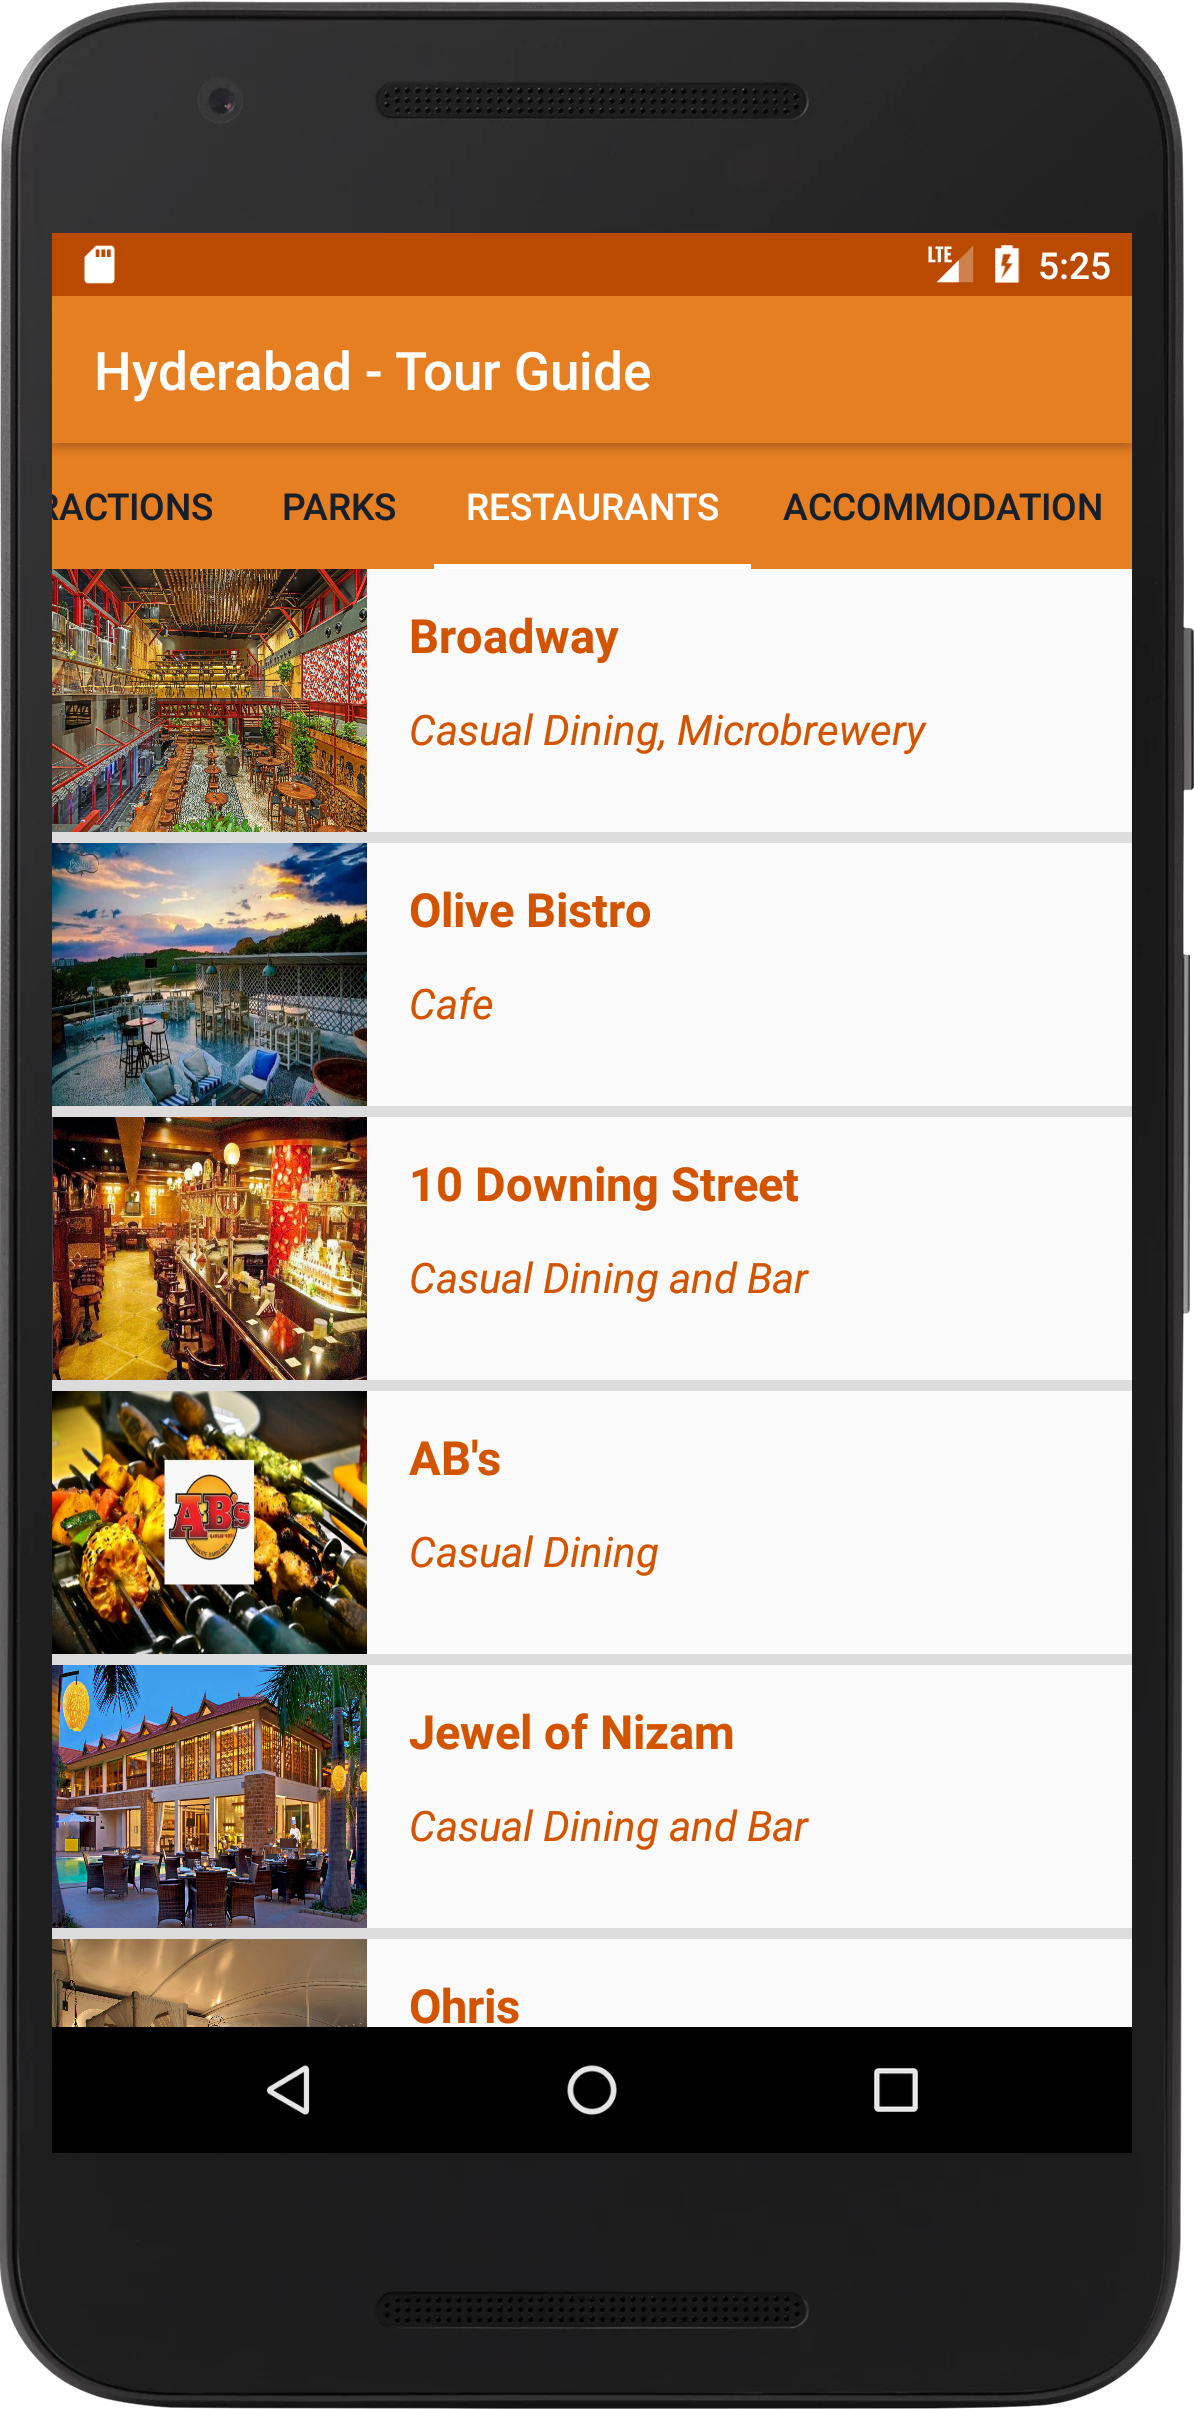 LTE 5:25
Hyderabad - Tour Guide
RACTIONS PARKS RESTAURANTS ACCOMMODATION
Broadway
Casual Dining, Microbrewery
Olive Bistro
Cafe
10 Downing Street
Casual Dining and Bar
AB's
Casual Dining
AB's
Jewel of Nizam
Casual Dining and Bar
Ohris